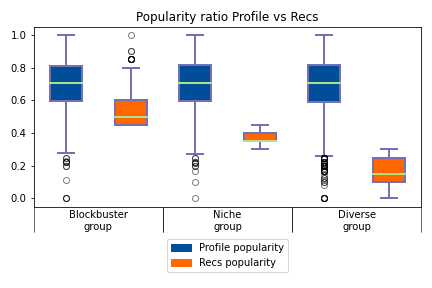 Popularity ratio Profile vs Recs
1.0
0.8
0.6
0.4
0.2
0.0
Blockbuster
group
Niche
group
Diverse
group
Profile popularity
Recs popularity